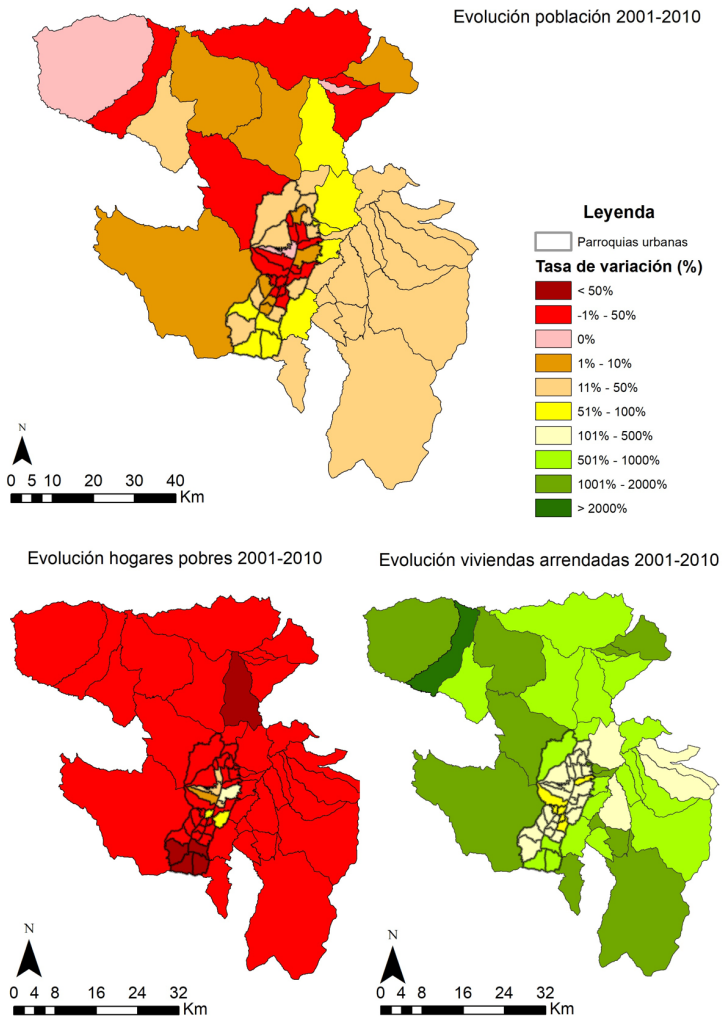 Evolución población 2001-2010
Leyenda
Parroquias urbanas
Tasa de variación (%)
< 50%
-1% - 50%
0%
1% - 10%
11% - 50%
51% - 100%
101% - 500%
501% - 1000%
1001% - 2000%
> 2000%
N
0 5 10 20 30 40
Km
Evolución hogares pobres 2001-2010
Evolución viviendas arrendadas 2001-2010
N
0 4 8 16 24 32
Km
N
0 4 8 16 24 32
Km